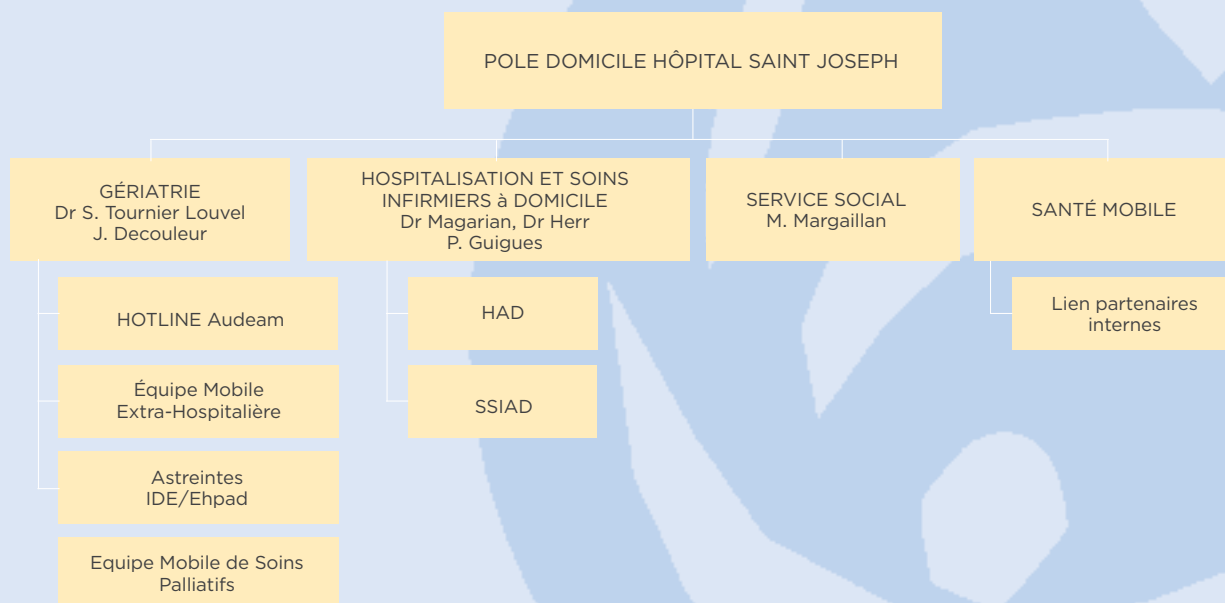 POLE DOMICILE HÔPITAL SAINT JOSEPH
GÉRIATRIE
Dr S. Tournier Louvel
J. Decouleur
HOSPITALISATION ET SOINS
INFIRMIERS à DOMICILE
Dr Magarian, Dr Herr
P. Guigues
SERVICE SOCIAL
M. Margaillan
SANTÉ MOBILE
HOTLINE Audeam
Équipe Mobile
Extra-Hospitalière
Astreintes
IDE/Ehpad
Equipe Mobile de Soins
Palliatifs
HAD
SSIAD
Lien partenaires
internes